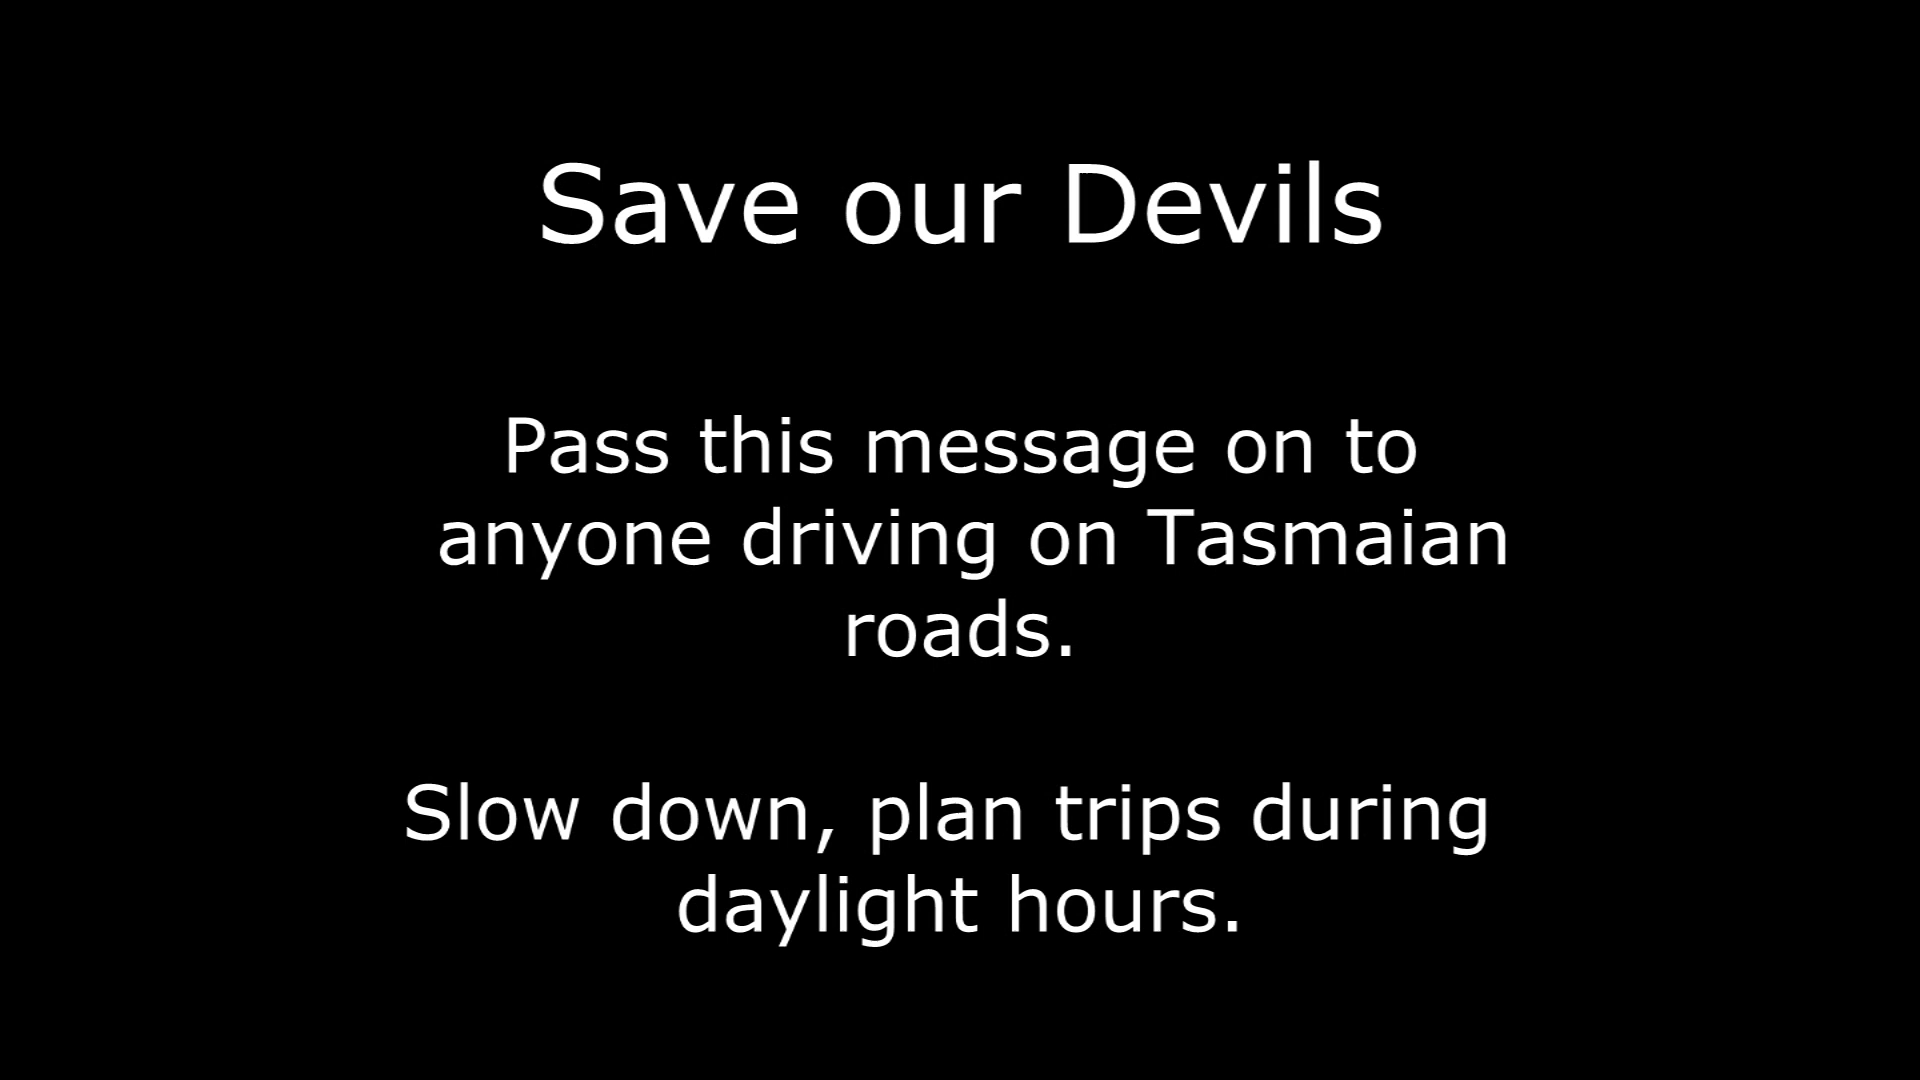 Save our Devils
Pass this message on to
anyone driving on Tasmaian
roads.
Slow down, plan trips during
daylight hours.